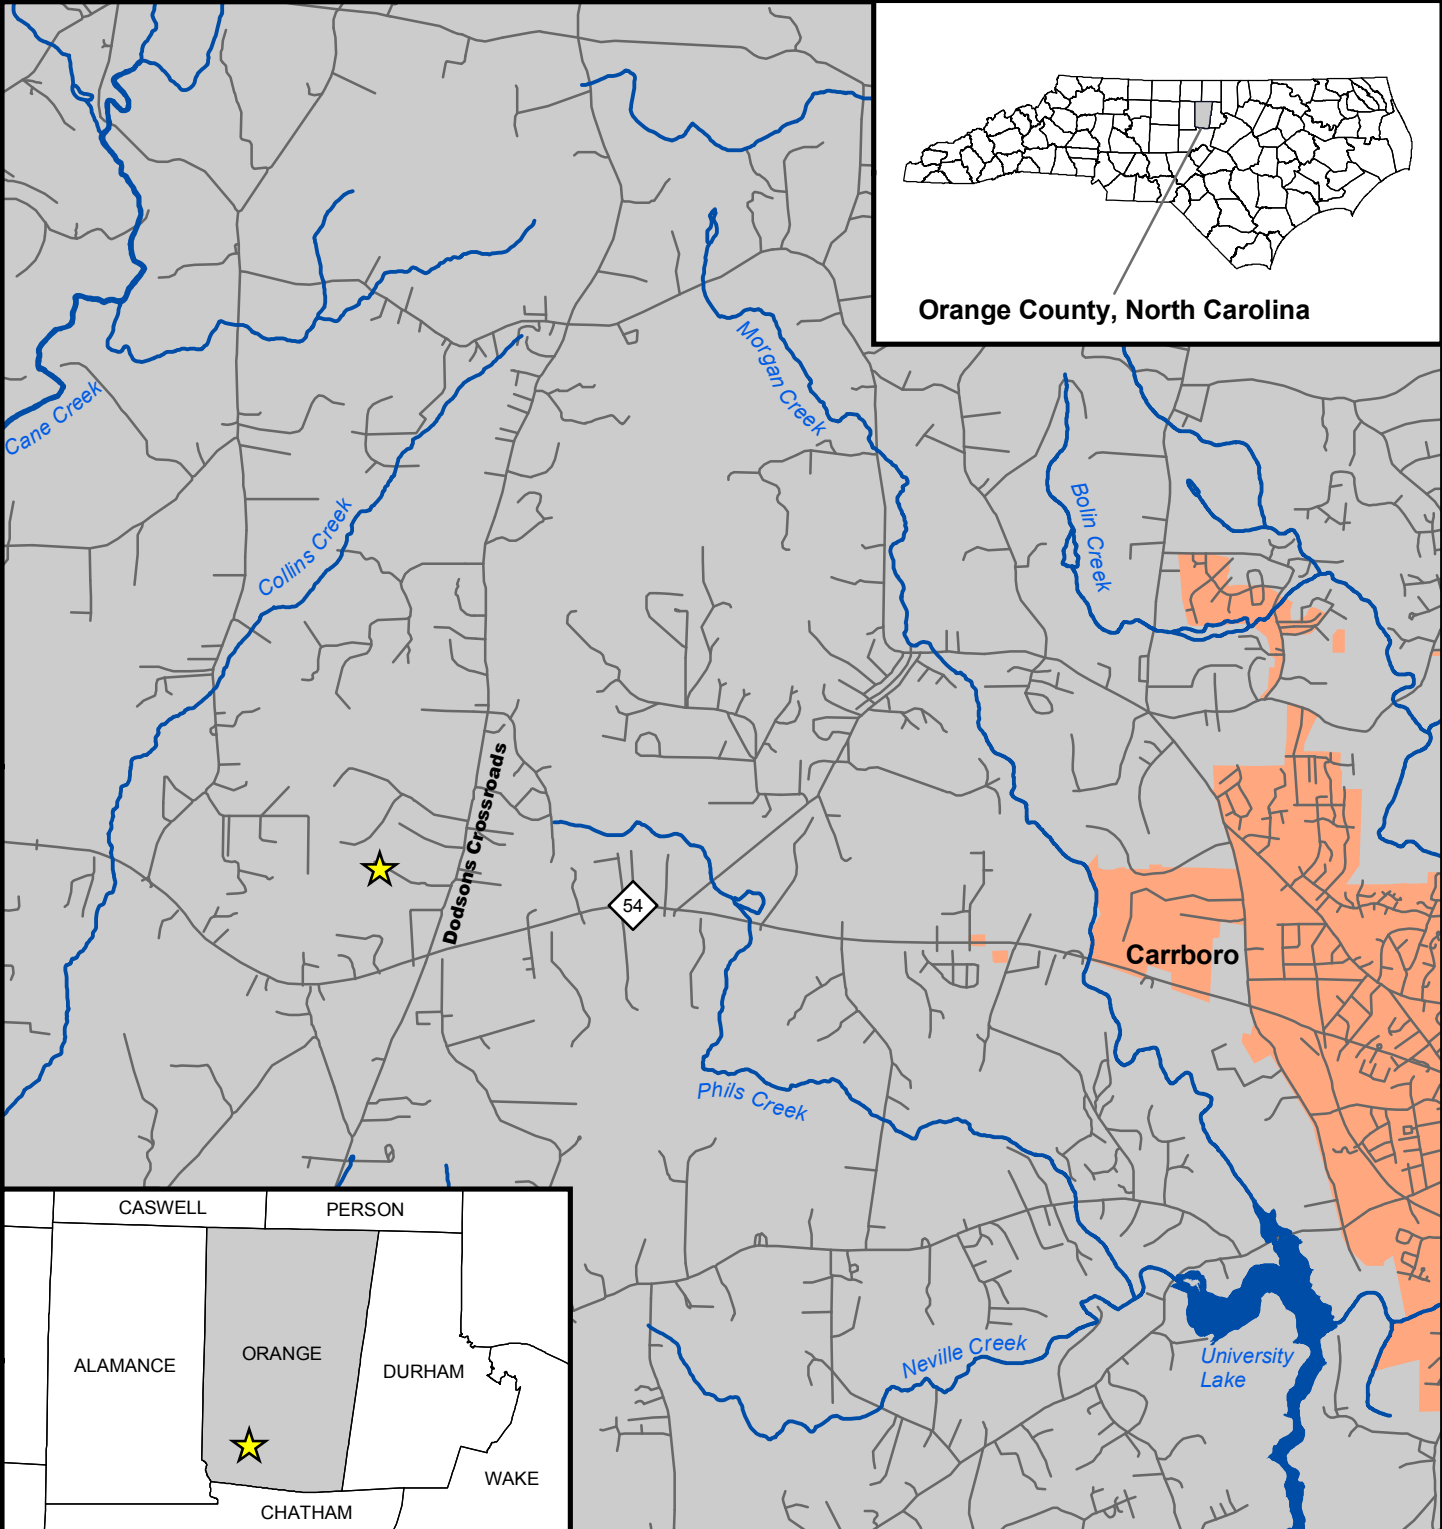 Orange County, North Carolina
Morgan Creek
Cane Creek
Bolin Creek
Collins Creek
Dodsons Crossroads
54
Carrboro
Phils Creek
Neville Creek
University
Lake
CASWELL
PERSON
ALAMANCE
ORANGE
DURHAM
WAKE
CHATHAM